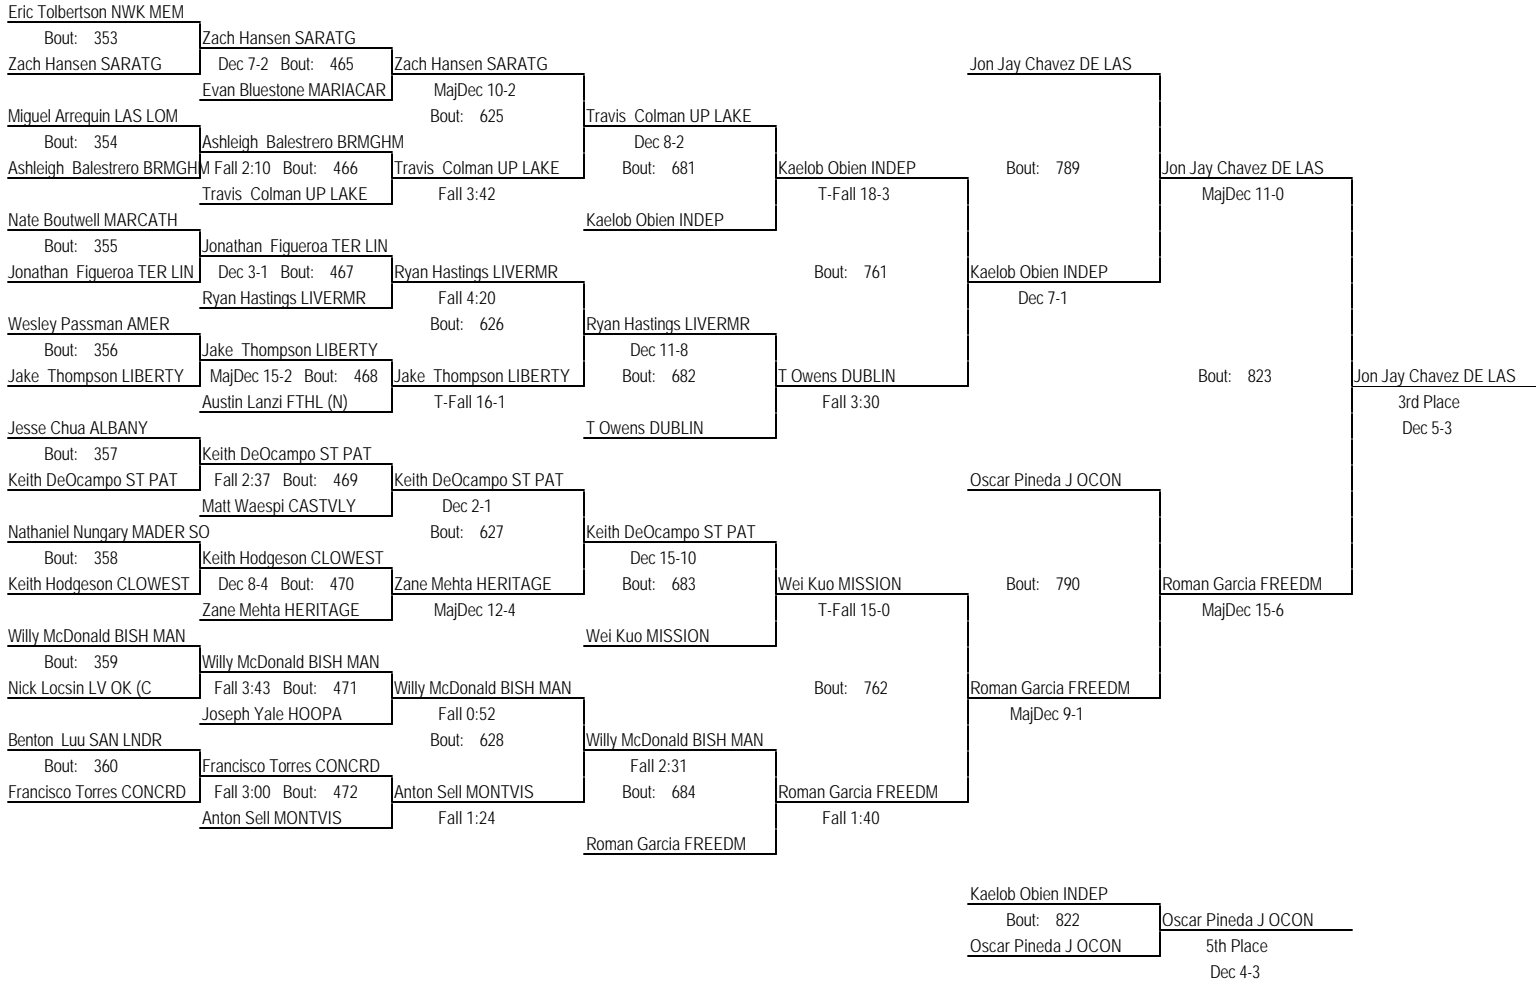 Eric Tolbertson NWK MEM
Bout: 353
Zach Hansen SARATG
Zach Hansen SARATG
Dec 7-2 Bout: 465
Evan Bluestone MARIACAR
Zach Hansen SARATG
MajDec 10-2
Bout: 625
Miguel Arrequin LAS LOM
Bout: 354
Ashleigh Balestrero BRMGHM
Ashleigh Balestrero BRMGHM
Fall 2:10 Bout: 466
Travis Colman UP LAKE
Travis Colman UP LAKE
Fall 3:42
Travis Colman UP LAKE
Dec 8-2
Bout: 681
Kaelob Obien INDEP
Kaelob Obien INDEP
T-Fall 18-3
Nate Boutwell MARCATH
Bout: 355
Jonathan Figueroa TER LIN
Jonathan Figueroa TER LIN
Dec 3-1 Bout: 467
Ryan Hastings LIVERMR
Ryan Hastings LIVERMR
Fall 4:20
Bout: 626
Wesley Passman AMER
Bout: 356
Jake Thompson LIBERTY
Jake Thompson LIBERTY
MajDec 15-2 Bout: 468
Austin Lanzi FTHL (N)
Jake Thompson LIBERTY
T-Fall 16-1
Ryan Hastings LIVERMR
Dec 11-8
Bout: 682
T Owens DUBLIN
T Owens DUBLIN
Fall 3:30
Bout: 761
Jon Jay Chavez DE LAS
Bout: 789
Kaelob Obien INDEP
Dec 7-1
Jon Jay Chavez DE LAS
MajDec 11-0
Jesse Chua ALBANY
Bout: 357
Keith DeOcampo ST PAT
Keith DeOcampo ST PAT
Fall 2:37 Bout: 469
Matt Waespi CASTVLY
Keith DeOcampo ST PAT
Dec 2-1
Bout: 627
Nathaniel Nungary MADER SO
Bout: 358
Keith Hodgeson CLOWEST
Keith Hodgeson CLOWEST
Dec 8-4 Bout: 470
Zane Mehta HERITAGE
Zane Mehta HERITAGE
MajDec 12-4
Keith DeOcampo ST PAT
Dec 15-10
Bout: 683
Wei Kuo MISSION
Wei Kuo MISSION
T-Fall 15-0
Willy McDonald BISH MAN
Bout: 359
Nick Locsin LV OK (C
Willy McDonald BISH MAN
Fall 3:43 Bout: 471
Joseph Yale HOOPA
Willy McDonald BISH MAN
Fall 0:52
Bout: 628
Benton Luu SAN LNDR
Bout: 360
Francisco Torres CONCRD
Francisco Torres CONCRD
Fall 3:00 Bout: 472
Anton Sell MONTVIS
Anton Sell MONTVIS
Fall 1:24
Willy McDonald BISH MAN
Fall 2:31
Bout: 684
Roman Garcia FREEDM
Roman Garcia FREEDM
Fall 1:40
Bout: 762
Oscar Pineda J OCON
Bout: 790
Roman Garcia FREEDM
MajDec 9-1
Roman Garcia FREEDM
MajDec 15-6
Bout: 823
Jon Jay Chavez DE LAS
3rd Place
Dec 5-3
Kaelob Obien INDEP
Bout: 822
Oscar Pineda J OCON
Oscar Pineda J OCON
5th Place
Dec 4-3